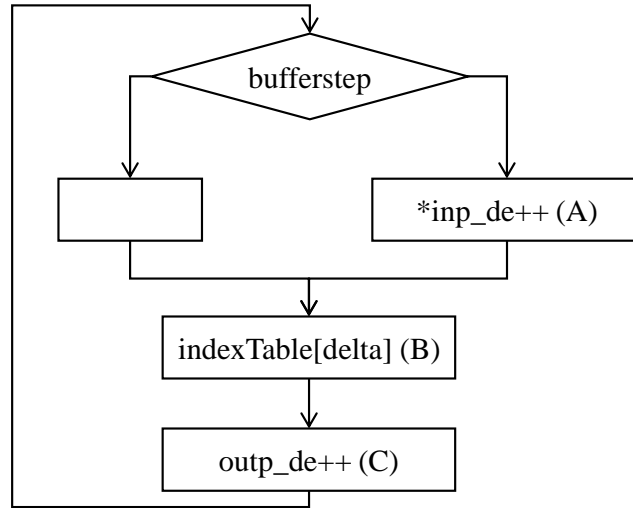 bufferstep
*inp_de++ (A)
indexTable[delta] (B)
outp_de++ (C)